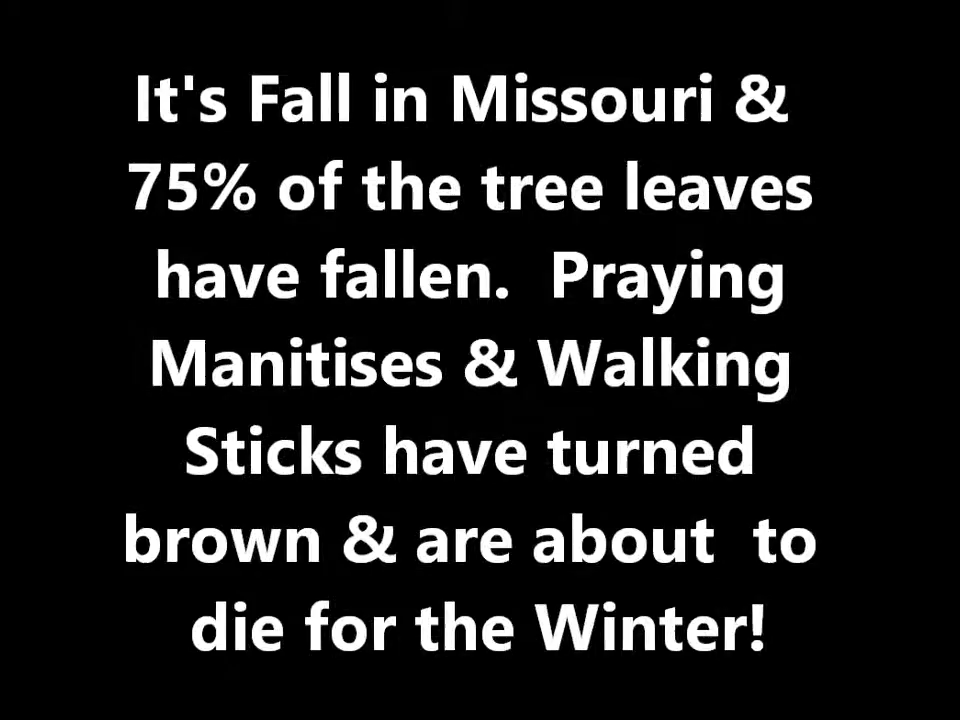 It's Fall in Missouri &
75% of the tree leaves
have fallen.  Praying
Manitises & Walking
Sticks have turned
brown & are about  to
die for the Winter!